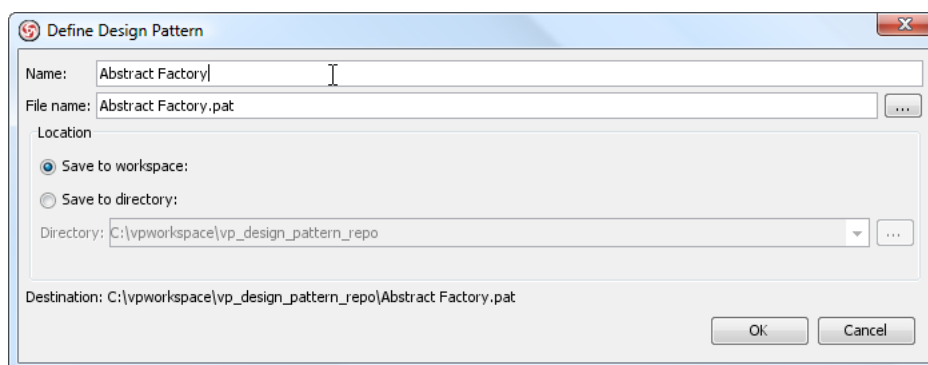 Define Design Pattern
Name: Abstract Factory
File name: Abstract Factory.pat ...
Location
Save to workspace:
Save to directory:
Directory: C:\vpworkspace\vp_design_pattern_repo ...
Destination: C:\vpworkspace\vp_design_pattern_repo\Abstract Factory.pat
OK Cancel